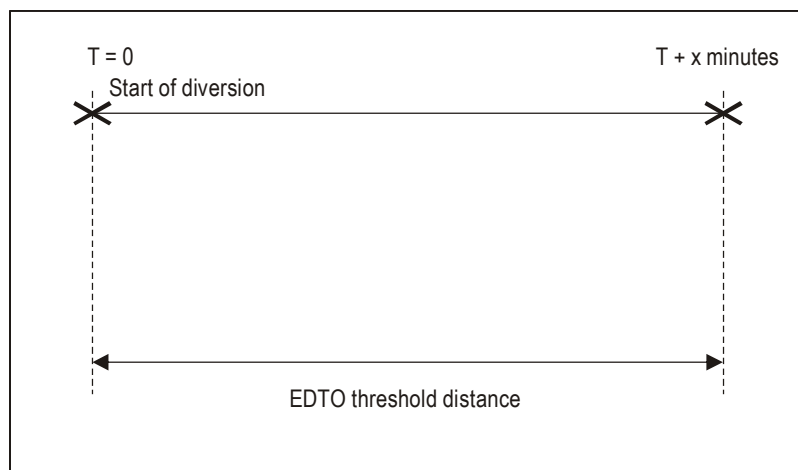 T = 0
T + x minutes
Start of diversion
EDTO threshold distance